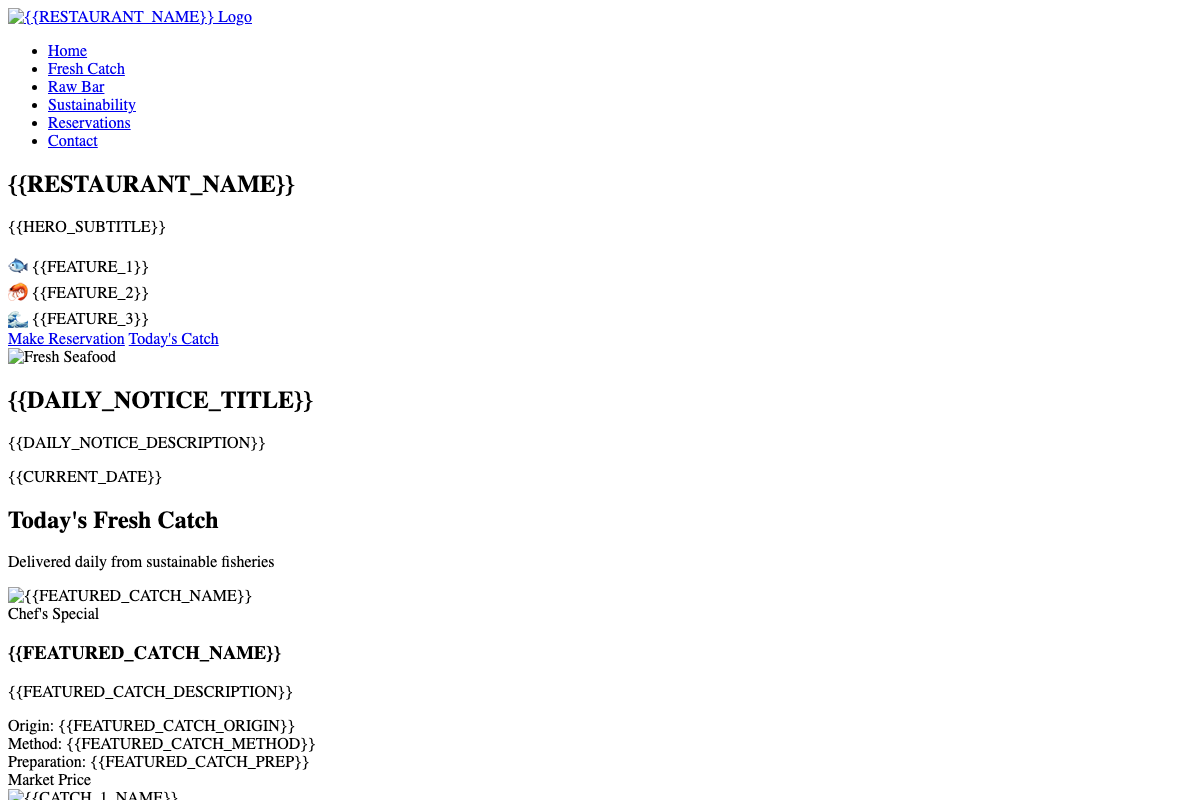 {{RESTAURANT_NAME}} Logo
Home
Fresh Catch
Raw Bar
Sustainability
Reservations
Contact
{{RESTAURANT_NAME}}
{{HERO_SUBTITLE}}
{{FEATURE_1}}
{{FEATURE_2}}
{{FEATURE_3}}
Make Reservation Today's Catch
Fresh Seafood
{{DAILY_NOTICE_TITLE}}
{{DAILY_NOTICE_DESCRIPTION}}
{{CURRENT_DATE}}
Today's Fresh Catch
Delivered daily from sustainable fisheries
{{FEATURED_CATCH_NAME}}
Chef's Special
{{FEATURED_CATCH_NAME}}
{{FEATURED_CATCH_DESCRIPTION}}
Origin: {{FEATURED_CATCH_ORIGIN}}
Method: {{FEATURED_CATCH_METHOD}}
Preparation: {{FEATURED_CATCH_PREP}}
Market Price
{{CATCH_1_NAME}}